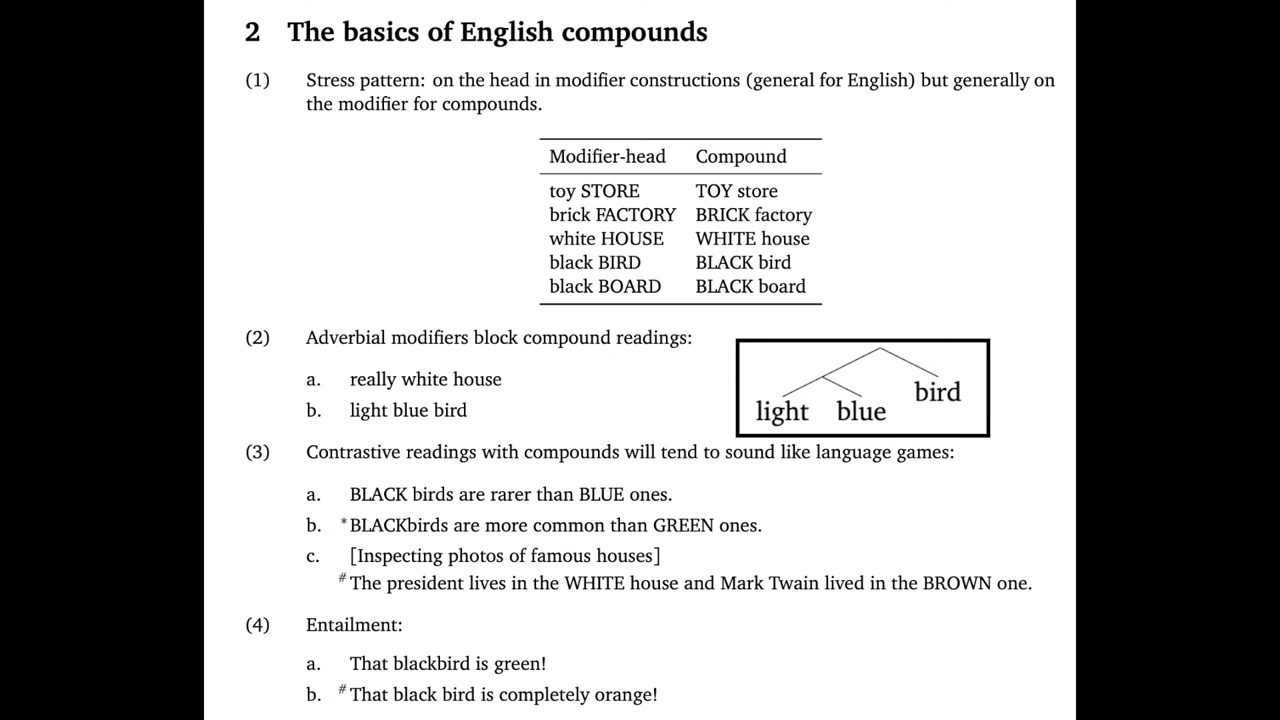 2 The basics of English compounds
(1) Stress pattern: on the head in modifier constructions (general for English) but generally on
the modifier for compounds.
Modifier-head Compound
toy STORE TOY store
brick FACTORY BRICK factory
white HOUSE WHITE house
black BIRD BLACK bird
black BOARD BLACK board
(2) Adverbial modifiers block compound readings:
a. really white house
b. light blue bird
light blue bird
(3) Contrastive readings with compounds will tend to sound like language games:
a. BLACK birds are rarer than BLUE ones.
b. *BLACKbirds are more common than GREEN ones.
c. [Inspecting photos of famous houses]
#The president lives in the WHITE house and Mark Twain lived in the BROWN one.
(4) Entailment:
a. That blackbird is green!
b. #That black bird is completely orange!